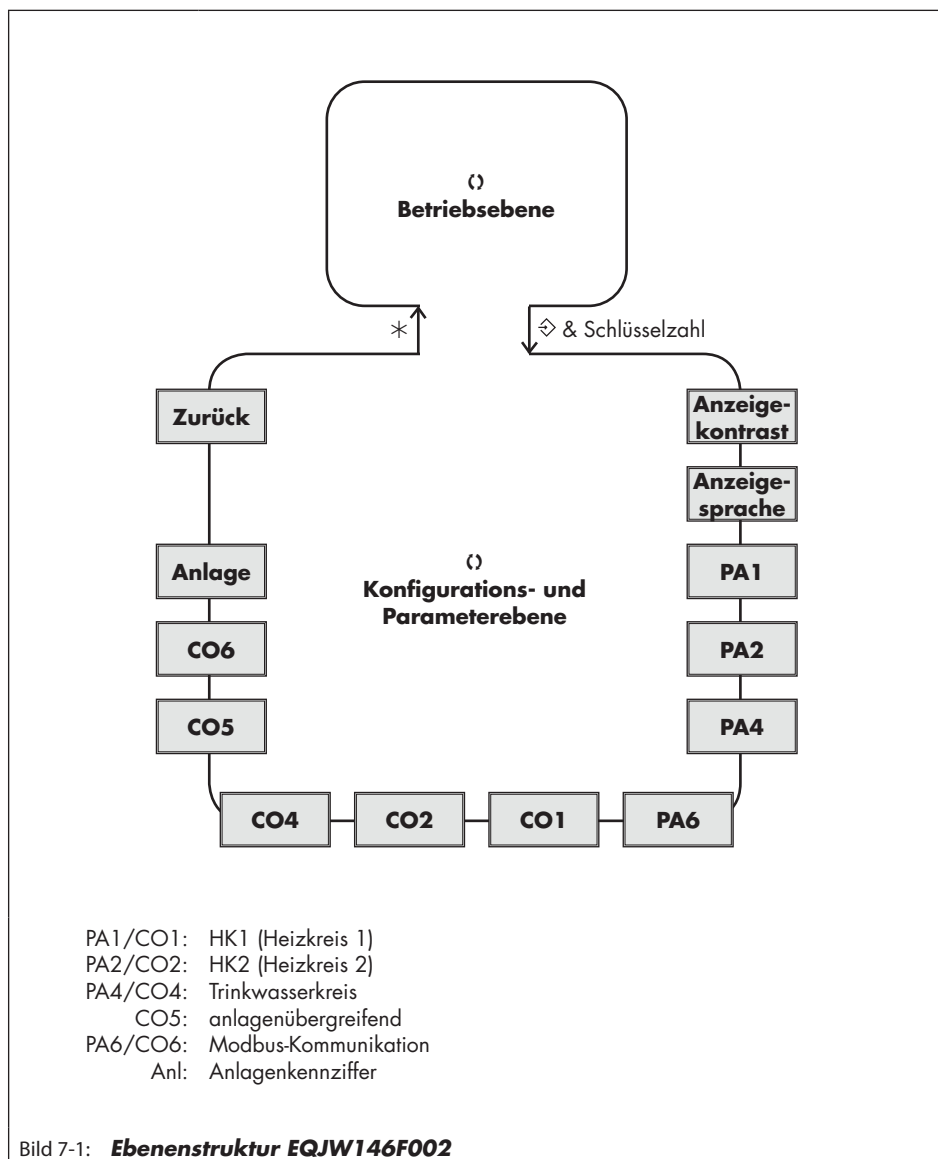 Betriebsebene
& Schlüsselzahl
Zurück
Anzeige-
kontrast
Anzeige-
sprache
Anlage
Konfigurations- und
Parameterebene
PA1
CO6
PA2
CO5
PA4
CO4
CO2
CO1
PA6
PA1/CO1: HK1 (Heizkreis 1)
PA2/CO2: HK2 (Heizkreis 2)
PA4/CO4: Trinkwasserkreis
CO5: anlagenübergreifend
PA6/CO6: Modbus-Kommunikation
Anl: Anlagenkennziffer
Bild 7-1: Ebenenstruktur EQJW146F002